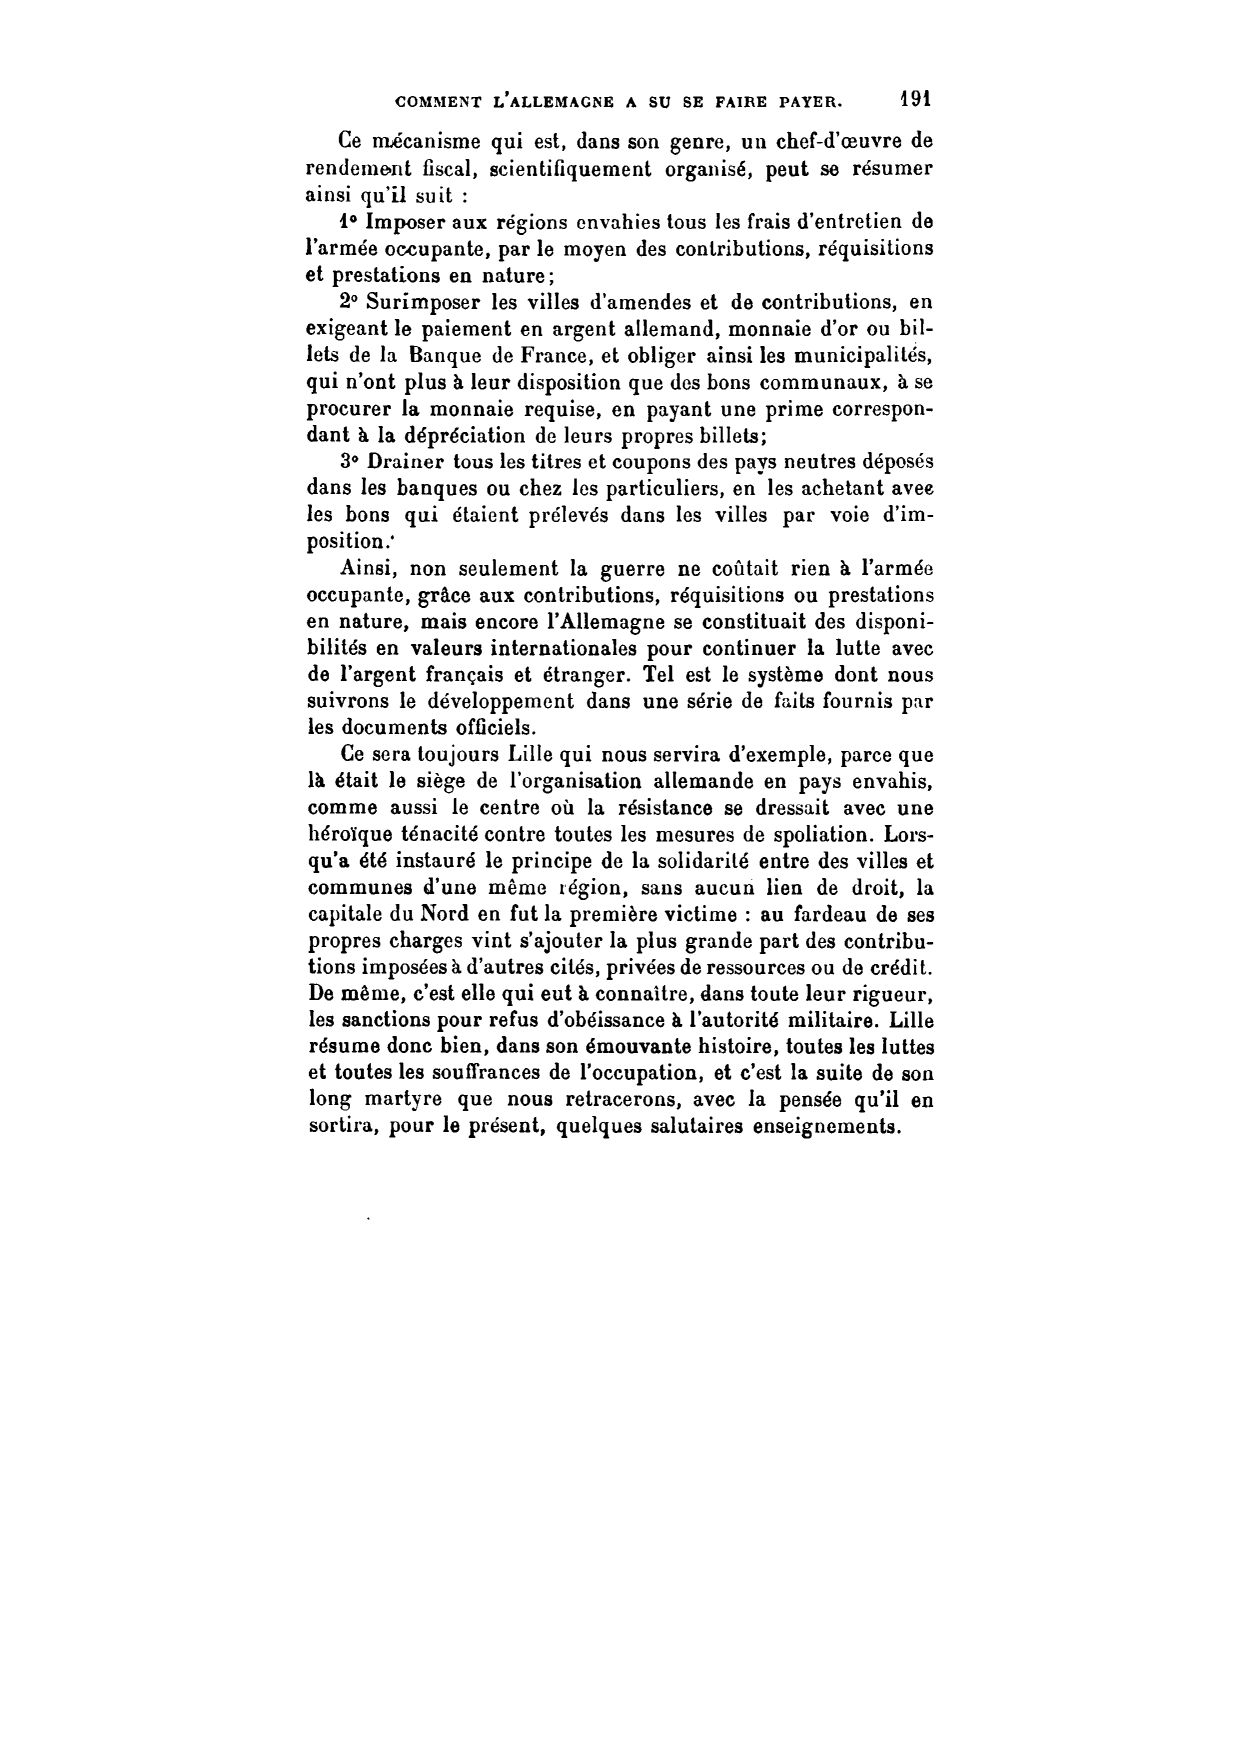 COMMENT L'ALLEMAGNE A SU SE FAIRE PAYER. 191
Ce mécanisme qui est, dans son genre, un chef-d'œuvre de
rendement fiscal, scientifiquement organisé, peut se résumer
ainsi qu'il suit :
1° Imposer aux régions envahies tous les frais d'entretien de
l'armée occupante, par le moyen des contributions, réquisitions
et prestations en nature;
2° Surimposer les villes d'amendes et de contributions, en
exigeant le paiement en argent allemand, monnaie d'or ou bil-
lets de la Banque de France, et obliger ainsi les municipalités,
qui n'ont plus à leur disposition que des bons communaux, à se
procurer la monnaie requise, en payant une prime correspon-
dant à la dépréciation de leurs propres billets;
3° Drainer tous les titres et coupons des pays neutres déposés
dans les banques ou chez les particuliers, en les achetant avec
les bons qui étaient prélevés dans les villes par voie d'im-
position.
Ainsi, non seulement la guerre ne coûtait rien à l'armée
occupante, grâce aux contributions, réquisitions ou prestations
en nature, mais encore l'Allemagne se constituait des disponi-
bilités en valeurs internationales pour continuer la lutte avec
de l'argent français et étranger. Tel est le système dont nous
suivrons le développement dans une série de faits fournis par
les documents officiels.
Ce sera toujours Lille qui nous servira d'exemple, parce que
là était le siège de l'organisation allemande en pays envahis,
comme aussi le centre où la résistance se dressait avec une
héroïque ténacité contre toutes les mesures de spoliation. Lors-
qu'a été instauré le principe de la solidarité entre des villes et
communes d'une même région, sans aucun lien de droit, la
capitale du Nord en fut la première victime : au fardeau de ses
propres charges vint s'ajouter la plus grande part des contribu-
tions imposées à d'autres cités, privées de ressources ou de crédit.
De même, c'est elle qui eut à connaître, dans toute leur rigueur,
les sanctions pour refus d'obéissance à l'autorité militaire. Lille
résume donc bien, dans son émouvante histoire, toutes les luttes
et toutes les souffrances de l'occupation, et c'est la suite de son
long martyre que nous retracerons, avec la pensée qu'il en
sortira, pour le présent, quelques salutaires enseignements.